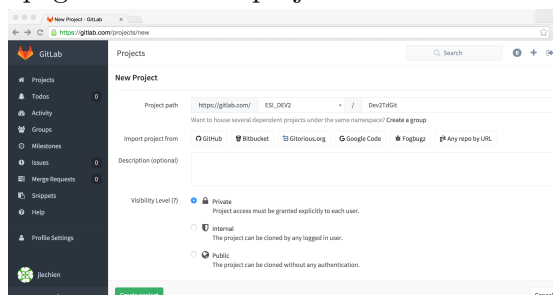 New Project · GitLab
https://gitlab.com/projects/new
GitLab
Projects
Search
0
Projects
Todos 0
Activity
Groups
Milestones
Issues 0
Merge Requests 0
Snippets
Help
Profile Settings
jlechien
New Project
Project path https://gitlab.com/ ESI_DEV2 / Dev2TdGit
Want to house several dependent projects under the same namespace? Create a group
Import project from GitHub Bitbucket Gitorious.org Google Code Fogbugz Any repo by URL
Description (optional)
Visibility Level (?) Private
Project access must be granted explicitly to each user.
Internal
The project can be cloned by any logged in user.
Public
The project can be cloned without any authentication.
Create project
Cancel